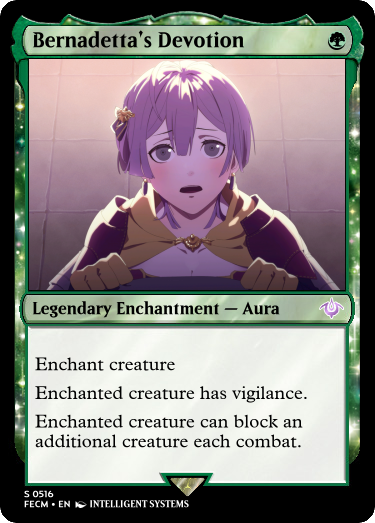 Bernadetta's Devotion
Legendary Enchantment — Aura
Enchant creature
Enchanted creature has vigilance.
Enchanted creature can block an
additional creature each combat.
S 0516
FECM • EN INTELLIGENT SYSTEMS